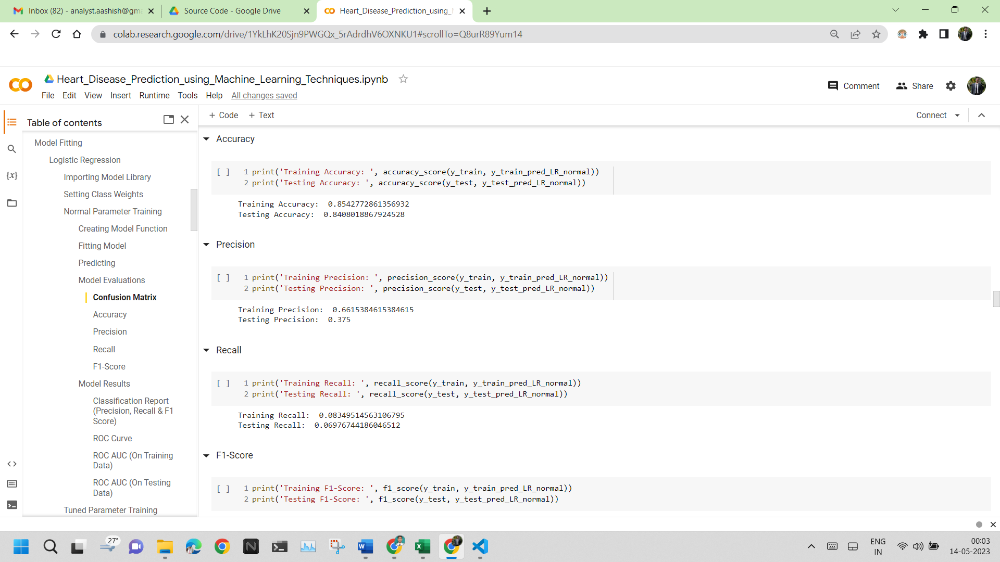 Inbox (82) - analyst.aashish@gm
Source Code - Google Drive
Heart_Disease_Prediction_using_
colab.research.google.com/drive/1YkLhK20Sjn9PWGQx_5rAdrdhV6OXNKU1#scrollTo=Q8urR89Yum14
Heart_Disease_Prediction_using_Machine_Learning_Techniques.ipynb
File Edit View Insert Runtime Tools Help All changes saved
Comment
Share
Table of contents
+ Code + Text
Connect
Model Fitting
Logistic Regression
Importing Model Library
Setting Class Weights
Normal Parameter Training
Creating Model Function
Fitting Model
Predicting
Model Evaluations
Confusion Matrix
Accuracy
Precision
Recall
F1-Score
Model Results
Classification Report
(Precision, Recall & F1
Score)
ROC Curve
ROC AUC (On Training
Data)
ROC AUC (On Testing
Data)
Tuned Parameter Training
{x}
Accuracy
[ ] 1 print('Training Accuracy: ', accuracy_score(y_train, y_train_pred_LR_normal))
2 print('Testing Accuracy: ', accuracy_score(y_test, y_test_pred_LR_normal))
Training Accuracy:  0.8542772861356932
Testing Accuracy:  0.8408018867924528
Precision
[ ] 1 print('Training Precision: ', precision_score(y_train, y_train_pred_LR_normal))
2 print('Testing Precision: ', precision_score(y_test, y_test_pred_LR_normal))
Training Precision:  0.6615384615384615
Testing Precision:  0.375
Recall
[ ] 1 print('Training Recall: ', recall_score(y_train, y_train_pred_LR_normal))
2 print('Testing Recall: ', recall_score(y_test, y_test_pred_LR_normal))
Training Recall:  0.08349514563106795
Testing Recall:  0.06976744186046512
F1-Score
[ ] 1 print('Training F1-Score: ', f1_score(y_train, y_train_pred_LR_normal))
2 print('Testing F1-Score: ', f1_score(y_test, y_test_pred_LR_normal))
27°
ENG
IN
00:03
14-05-2023